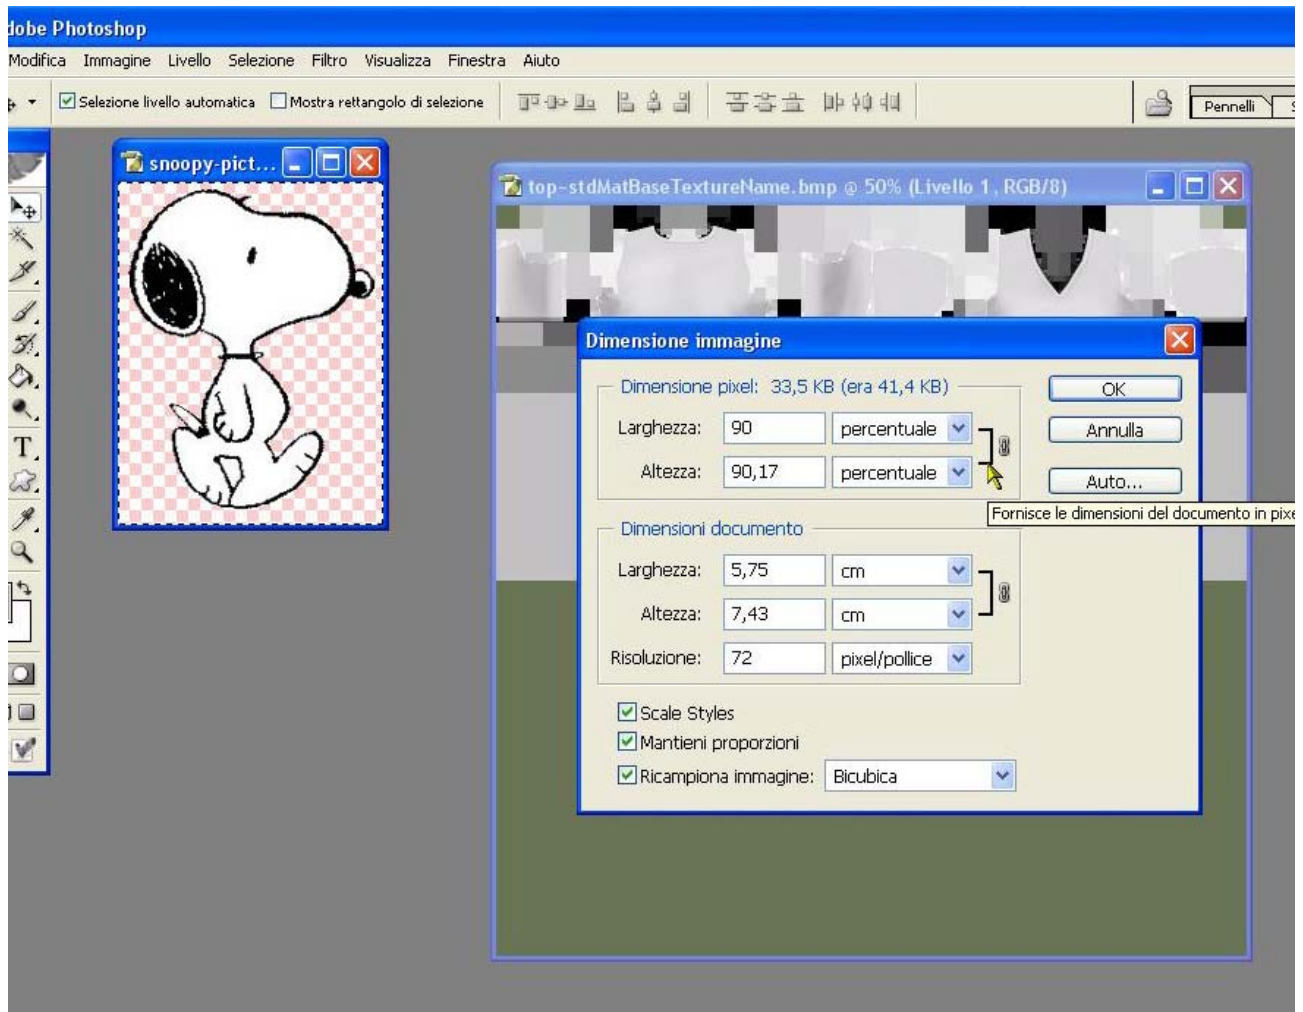 dobe Photoshop
Modifica Immagine Livello Selezione Filtro Visualizza Finestra Aiuto
Selezione livello automatica Mostra rettangolo di selezione
Pennelli
snoopy-pict...
top-stdMatBaseTextureName.bmp @ 50% (Livello 1, RGB/8)
Dimensione immagine
Dimensione pixel: 33,5 KB (era 41,4 KB)
OK
Larghezza: 90 percentuale
Annulla
Altezza: 90,17 percentuale
Auto...
Fornisce le dimensioni del documento in pixe
Dimensioni documento
Larghezza: 5,75 cm
Altezza: 7,43 cm
Risoluzione: 72 pixel/pollice
Scale Styles
Mantieni proporzioni
Ricampiona immagine: Bicubica